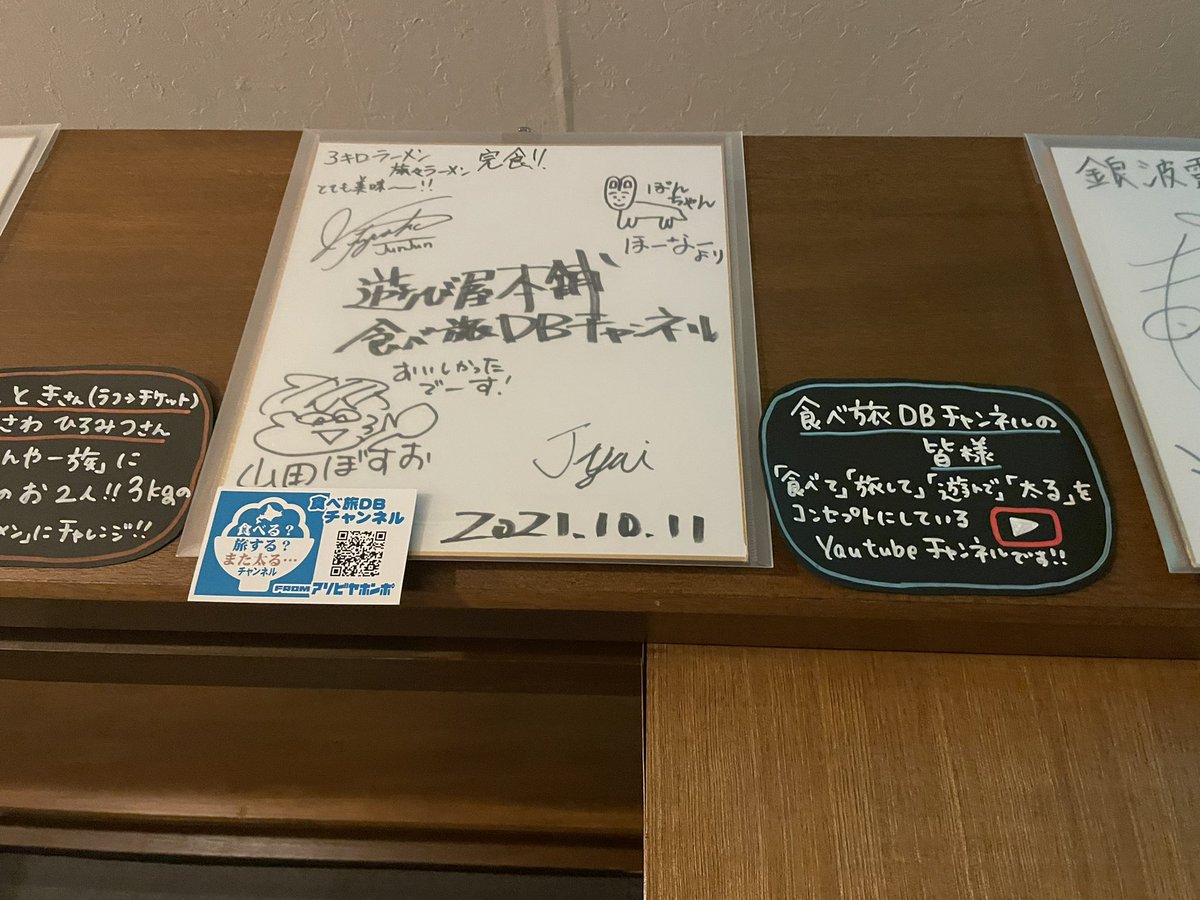 とき さん(ラフ→チケット)
さわ ひろみつさん
んや一族」に
のお2人!!3kgの
メン」にチャレンジ!!
3キロラーメン
旅々ラーメン 完食!!
とても美味〜!!
JunJun
ぽん
ちゃん
ほーなーより
遊び屋本舗
食べ旅DBチャンネル
おいしかった
でーす!
山田ぼすお
2021.10.11
食べ旅DB
チャンネル
食べる?
旅する?
また太る…
チャンネル
FROMアソビヤホンポ
食べ旅DBチャンネルの
皆様
「食べて」「旅して」「遊んで」「太る」を
コンセプトにしている
Youtubeチャンネルです!!
銀波